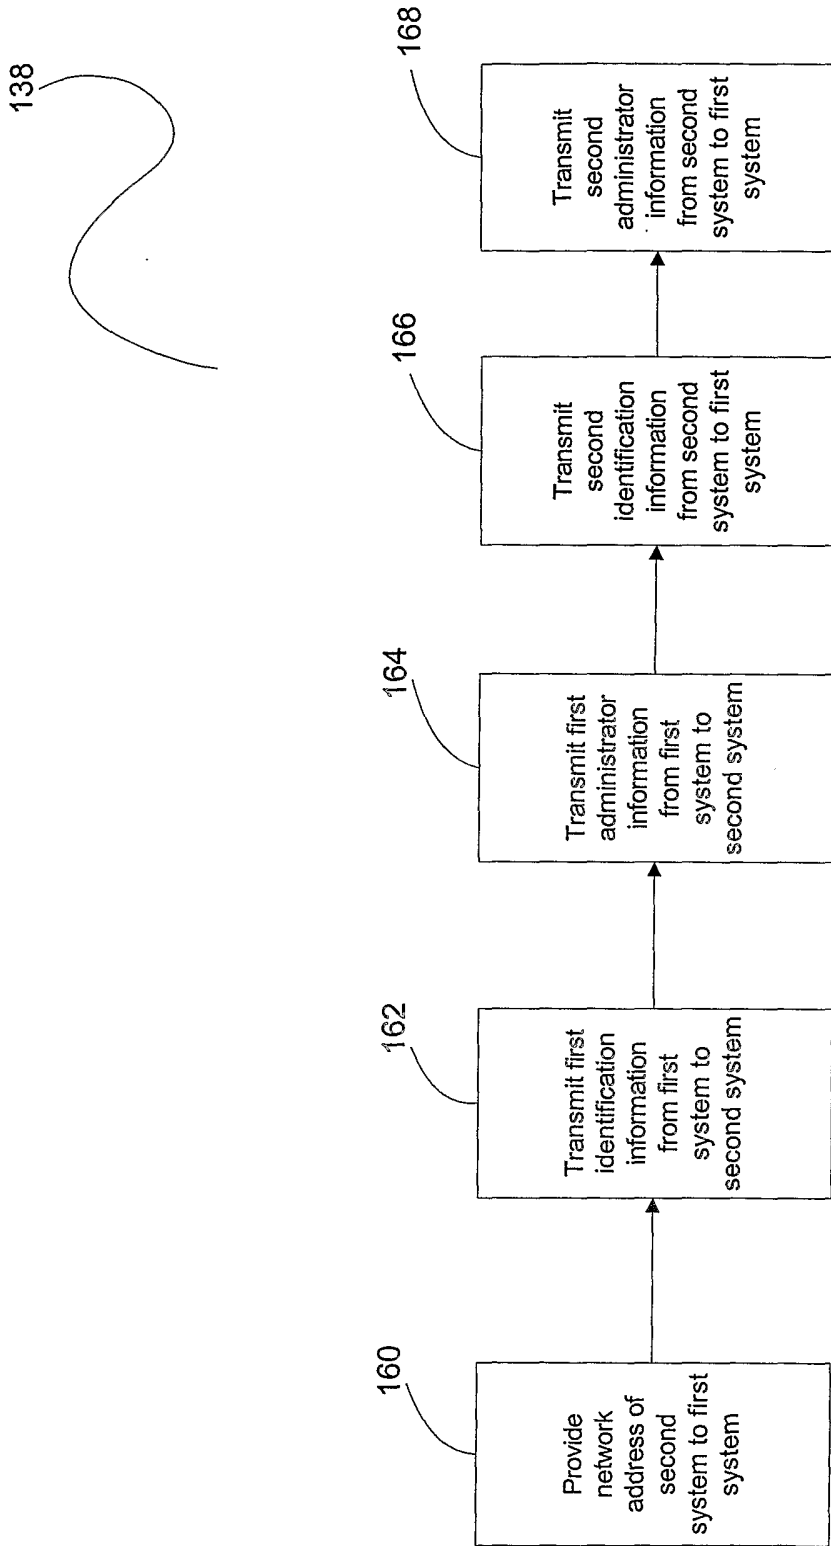 138
160
Provide
network
address of
second
system to first
system
162
Transmit first
identification
information
from first
system to
second system
164
Transmit first
administrator
information
from first
system to
second system
166
Transmit
second
identification
information
from second
system to first
system
168
Transmit
second
administrator
information
from second
system to first
system